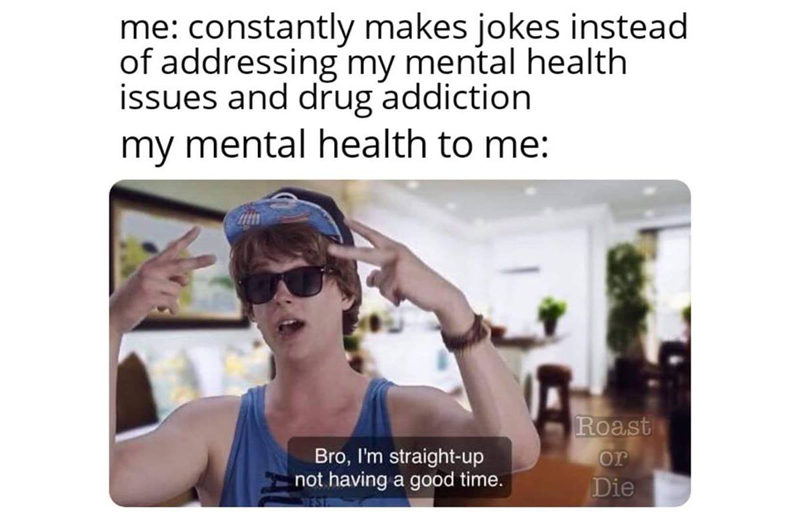 me: constantly makes jokes instead
of addressing my mental health
issues and drug addiction
my mental health to me:
Bro, I'm straight-up
not having a good time.
Roast
or
Die
EST.